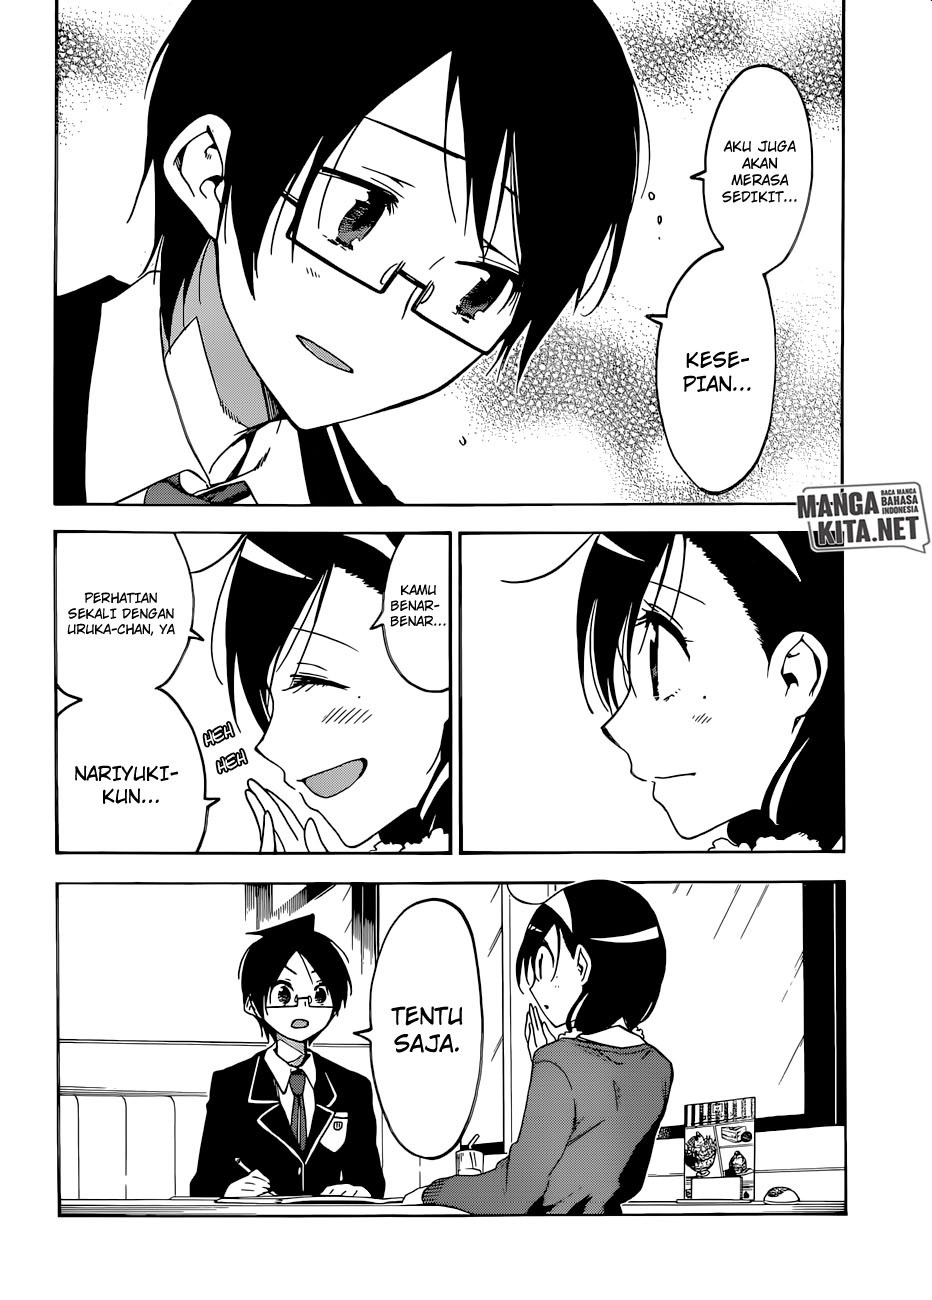 AKU JUGA
AKAN
MERASA
SEDIKIT...
KESE-
PIAN...
MANGA
KITA.NET
BACA MANGA
BAHASA
INDONESIA
KAMU
BENAR-
BENAR...
PERHATIAN
SEKALI DENGAN
URUKA-CHAN, YA
NARIYUKI-
KUN...
HEH
HEH
TENTU
SAJA.